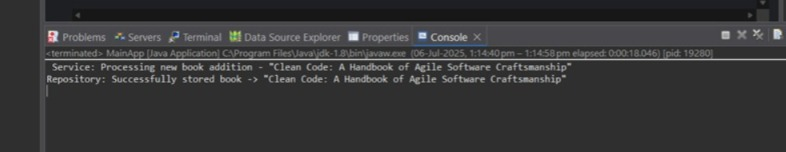 Problems Servers Terminal Data Source Explorer Properties Console
<terminated> MainApp [Java Application] C:\Program Files\Java\jdk-1.8\bin\javaw.exe (06-Jul-2025, 1:14:40 pm – 1:14:58 pm elapsed: 0:00:18.046) [pid: 19280]
Service: Processing new book addition - "Clean Code: A Handbook of Agile Software Craftsmanship"
Repository: Successfully stored book -> "Clean Code: A Handbook of Agile Software Craftsmanship"